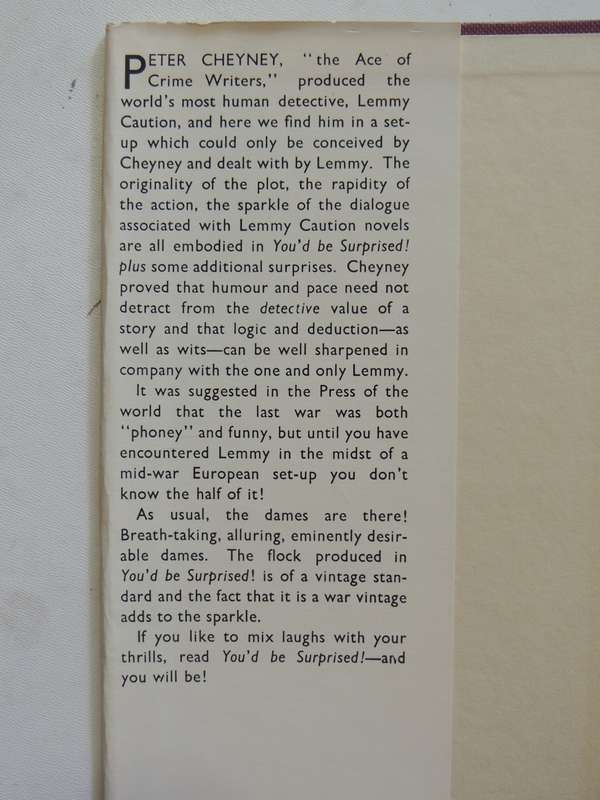 PETER CHEYNEY, "the Ace of
Crime Writers," produced the
world's most human detective, Lemmy
Caution, and here we find him in a set-
up which could only be conceived by
Cheyney and dealt with by Lemmy. The
originality of the plot, the rapidity of
the action, the sparkle of the dialogue
associated with Lemmy Caution novels
are all embodied in You'd be Surprised!
plus some additional surprises. Cheyney
proved that humour and pace need not
detract from the detective value of a
story and that logic and deduction—as
well as wits—can be well sharpened in
company with the one and only Lemmy.
It was suggested in the Press of the
world that the last war was both
"phoney" and funny, but until you have
encountered Lemmy in the midst of a
mid-war European set-up you don't
know the half of it!
As usual, the dames are there!
Breath-taking, alluring, eminently desir-
able dames. The flock produced in
You'd be Surprised! is of a vintage stan-
dard and the fact that it is a war vintage
adds to the sparkle.
If you like to mix laughs with your
thrills, read You'd be Surprised!—and
you will be!